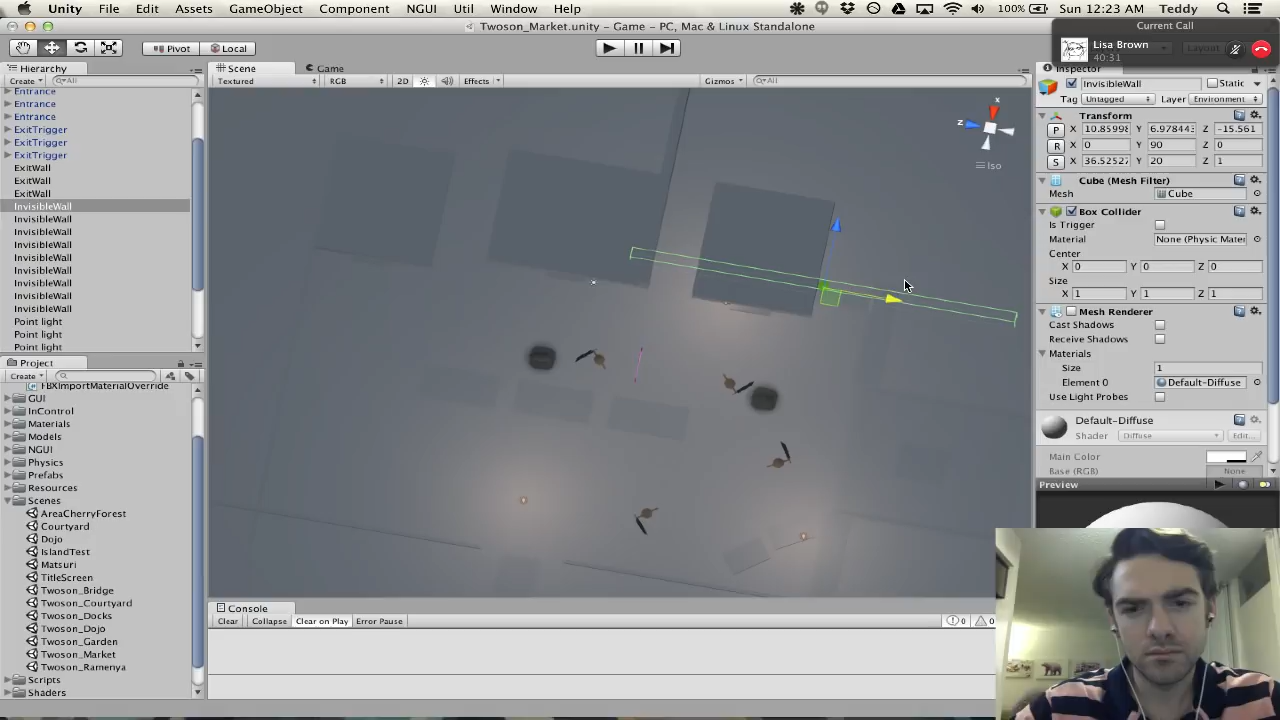 Unity File Edit Assets GameObject Component NGUI Util Window Help 100% Sun 12:23 AM Teddy
Twoson_Market.unity - Game - PC, Mac & Linux Standalone
Current Call
Lisa Brown
40:31
Pivot Local
Layout
Hierarchy
Create All
Entrance
Entrance
Entrance
ExitTrigger
ExitTrigger
ExitTrigger
ExitWall
ExitWall
ExitWall
InvisibleWall
InvisibleWall
InvisibleWall
InvisibleWall
InvisibleWall
InvisibleWall
InvisibleWall
InvisibleWall
InvisibleWall
Point light
Point light
Point light
Project
Create
FBXImportMaterialOverride
GUI
InControl
Materials
Models
NGUI
Physics
Prefabs
Resources
Scenes
AreaCherryForest
Courtyard
Dojo
IslandTest
Matsuri
TitleScreen
Twoson_Bridge
Twoson_Courtyard
Twoson_Docks
Twoson_Dojo
Twoson_Garden
Twoson_Market
Twoson_Ramenya
Scripts
Shaders
Scene Game
Textured RGB 2D Effects Gizmos All
x
z
Iso
Console
Clear Collapse Clear on Play Error Pause 0 0
Inspector
InvisibleWall Static
Tag Untagged Layer Environment
Transform
P X 10.85998 Y 6.978443 Z -15.561
R X 0 Y 90 Z 0
S X 36.52527 Y 20 Z 1
Cube (Mesh Filter)
Mesh Cube
Box Collider
Is Trigger
Material None (Physic Mater
Center
X 0 Y 0 Z 0
Size
X 1 Y 1 Z 1
Mesh Renderer
Cast Shadows
Receive Shadows
Materials
Size 1
Element 0 Default-Diffuse
Use Light Probes
Default-Diffuse
Shader Diffuse Edit...
Main Color
Base (RGB) None
Preview